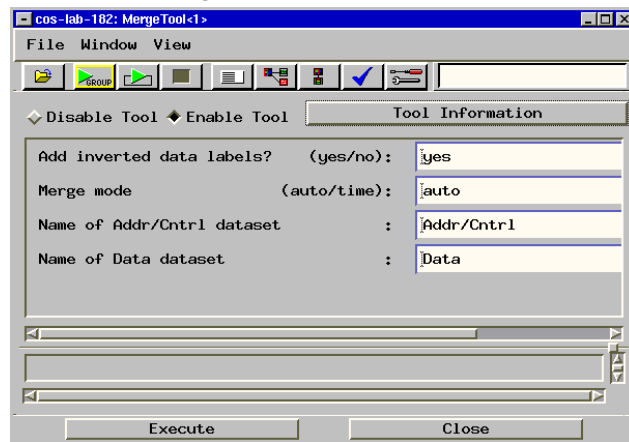 cos-lab-182: MergeTool<1>
File Window View
GROUP
Disable Tool Enable Tool Tool Information
Add inverted data labels? (yes/no): yes
Merge mode (auto/time): auto
Name of Addr/Cntrl dataset : Addr/Cntrl
Name of Data dataset : Data
Execute Close